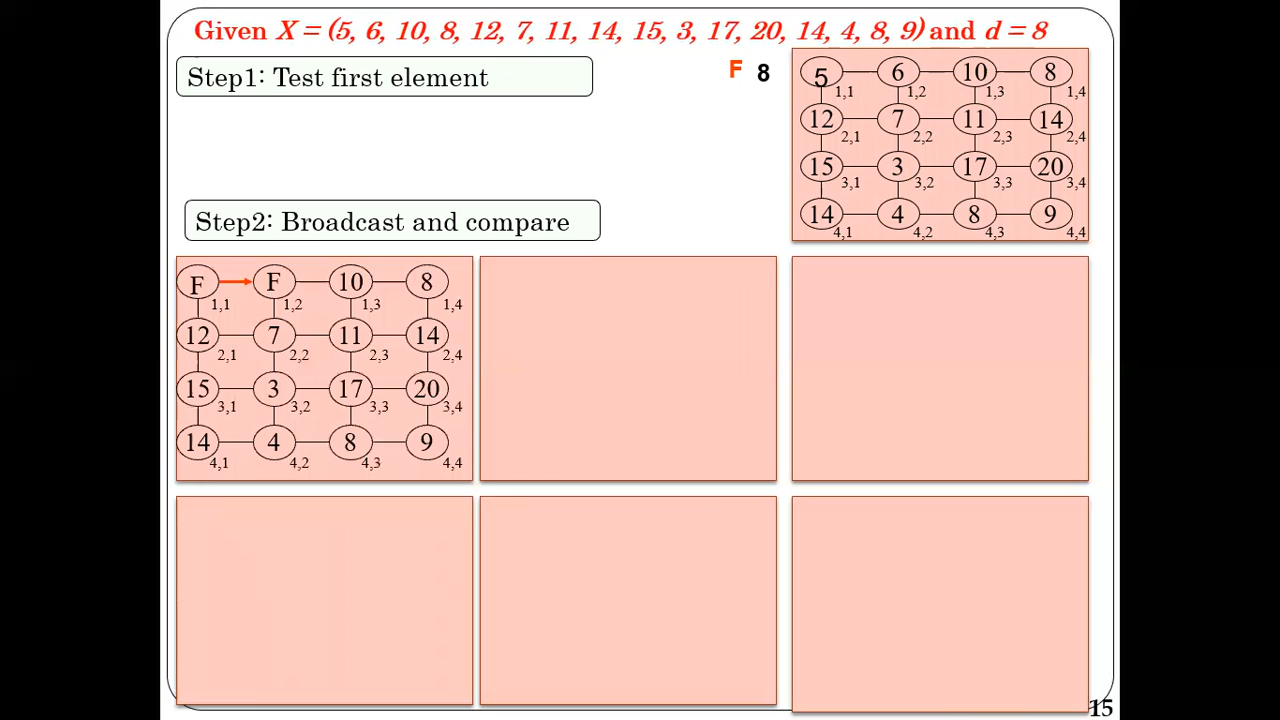 Given X = (5, 6, 10, 8, 12, 7, 11, 14, 15, 3, 17, 20, 14, 4, 8, 9) and d = 8
Step1: Test first element
F 8
5 6 10 8
1,1 1,2 1,3 1,4
12 7 11 14
2,1 2,2 2,3 2,4
15 3 17 20
3,1 3,2 3,3 3,4
14 4 8 9
4,1 4,2 4,3 4,4
Step2: Broadcast and compare
F F 10 8
1,1 1,2 1,3 1,4
12 7 11 14
2,1 2,2 2,3 2,4
15 3 17 20
3,1 3,2 3,3 3,4
14 4 8 9
4,1 4,2 4,3 4,4
15